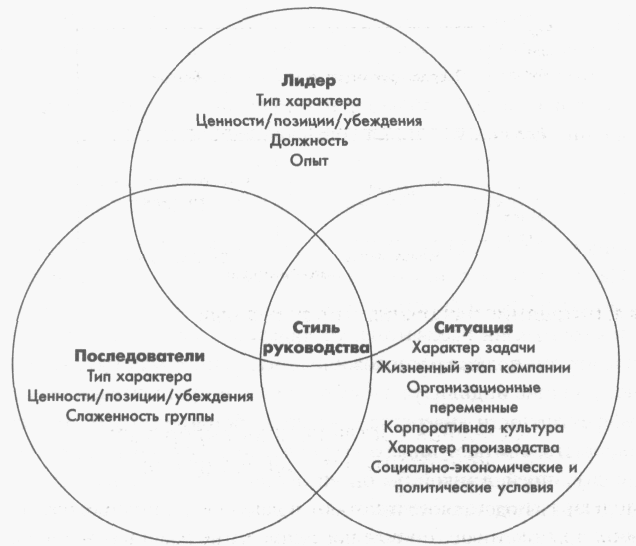 Лидер
Тип характера
Ценности/позиции/убеждения
Должность
Опыт
Стиль
руководства
Последователи
Тип характера
Ценности/позиции/убеждения
Слаженность группы
Ситуация
Характер задачи
Жизненный этап компании
Организационные
переменные
Корпоративная культура
Характер производства
Социально-экономические и
политические условия